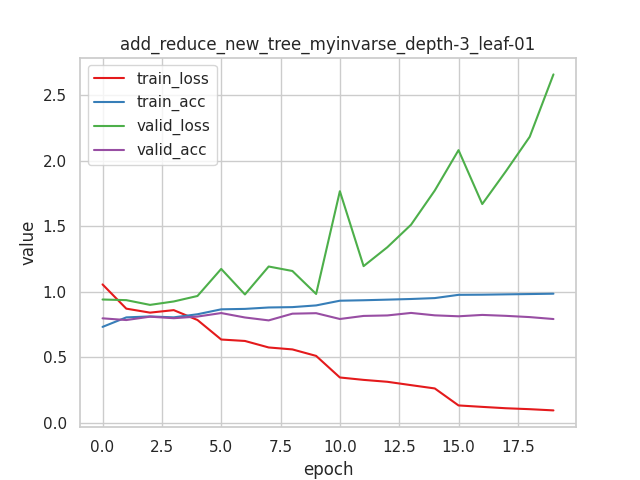 add_reduce_new_tree_myinvarse_depth-3_leaf-01
train_loss
train_acc
valid_loss
valid_acc
2.5
2.0
1.5
1.0
0.5
0.0
value
0.0 2.5 5.0 7.5 10.0 12.5 15.0 17.5
epoch